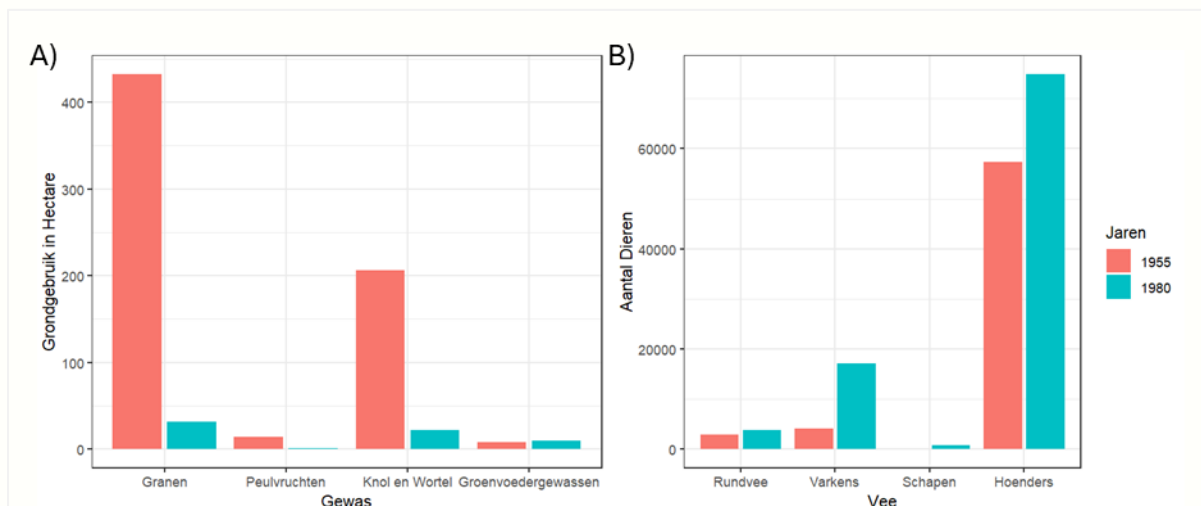 A)
Grondgebruik in Hectare
400
300
200
100
0
Granen Peulvruchten Knol en Wortel Groenvoedergewassen
Gewas
B)
Aantal Dieren
60000
40000
20000
0
Rundvee Varkens Schapen Hoenders
Vee
Jaren
1955
1980